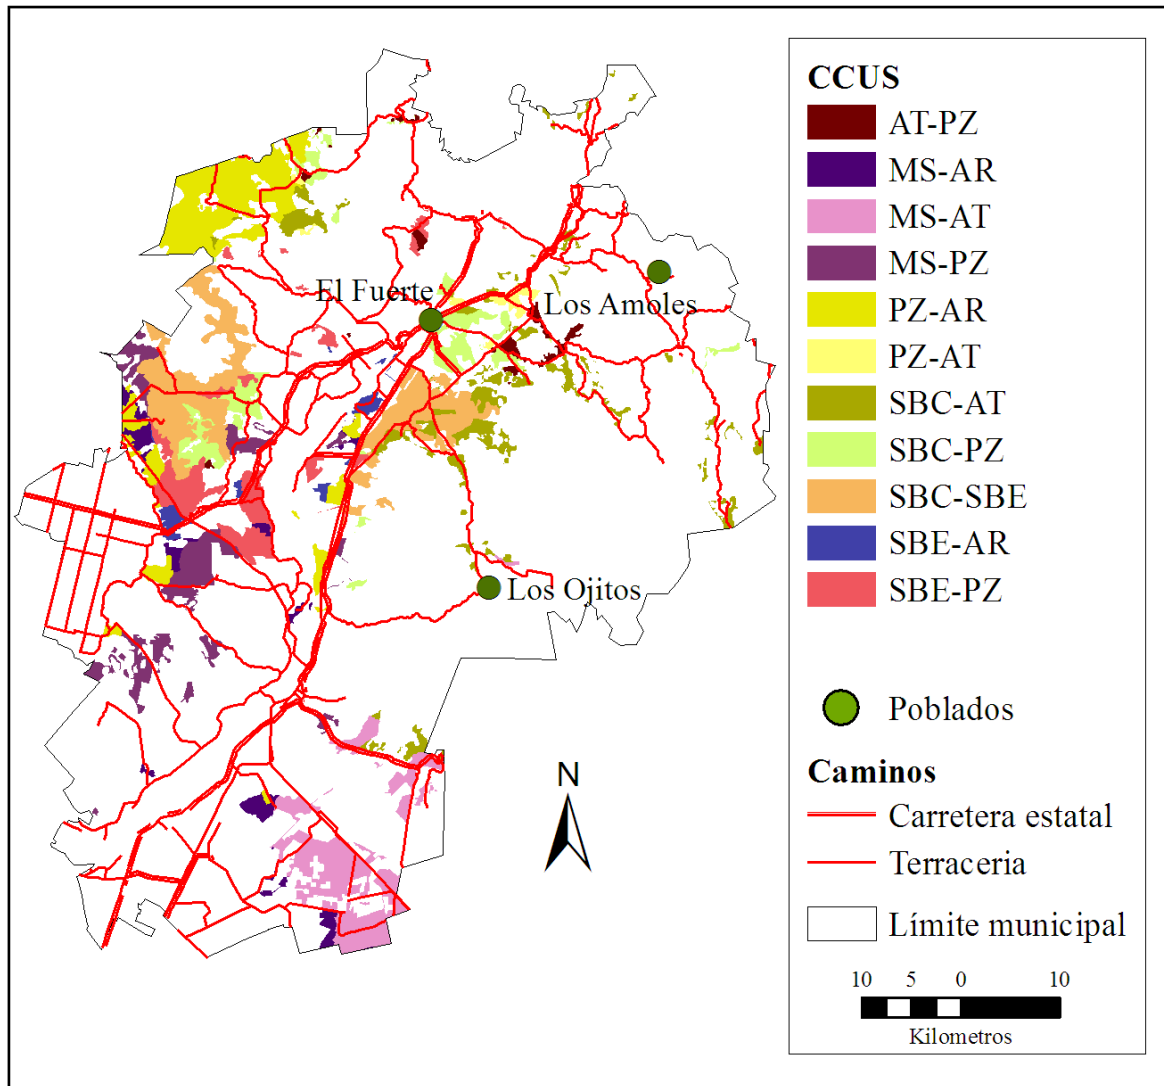 El Fuerte
Los Amoles
Los Ojitos
N
CCUS
AT-PZ
MS-AR
MS-AT
MS-PZ
PZ-AR
PZ-AT
SBC-AT
SBC-PZ
SBC-SBE
SBE-AR
SBE-PZ
Poblados
Caminos
Carretera estatal
Terraceria
Límite municipal
10 5 0 10
Kilometros